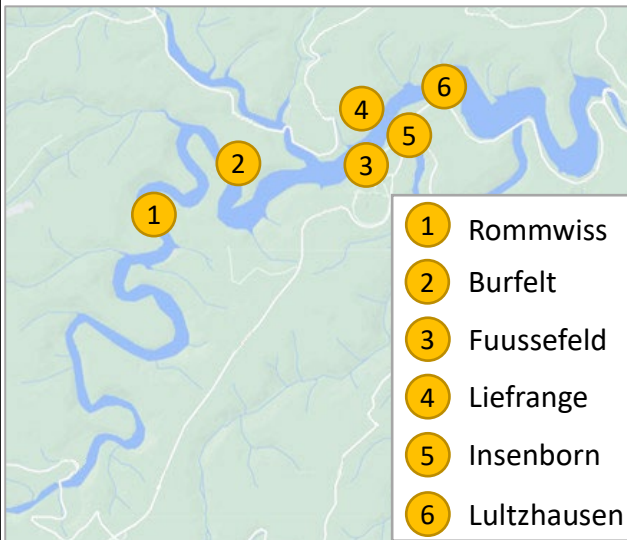 6
4
5
2
3
1
1 Rommwiss
2 Burfelt
3 Fuussefeld
4 Liefrange
5 Insenborn
6 Lultzhausen